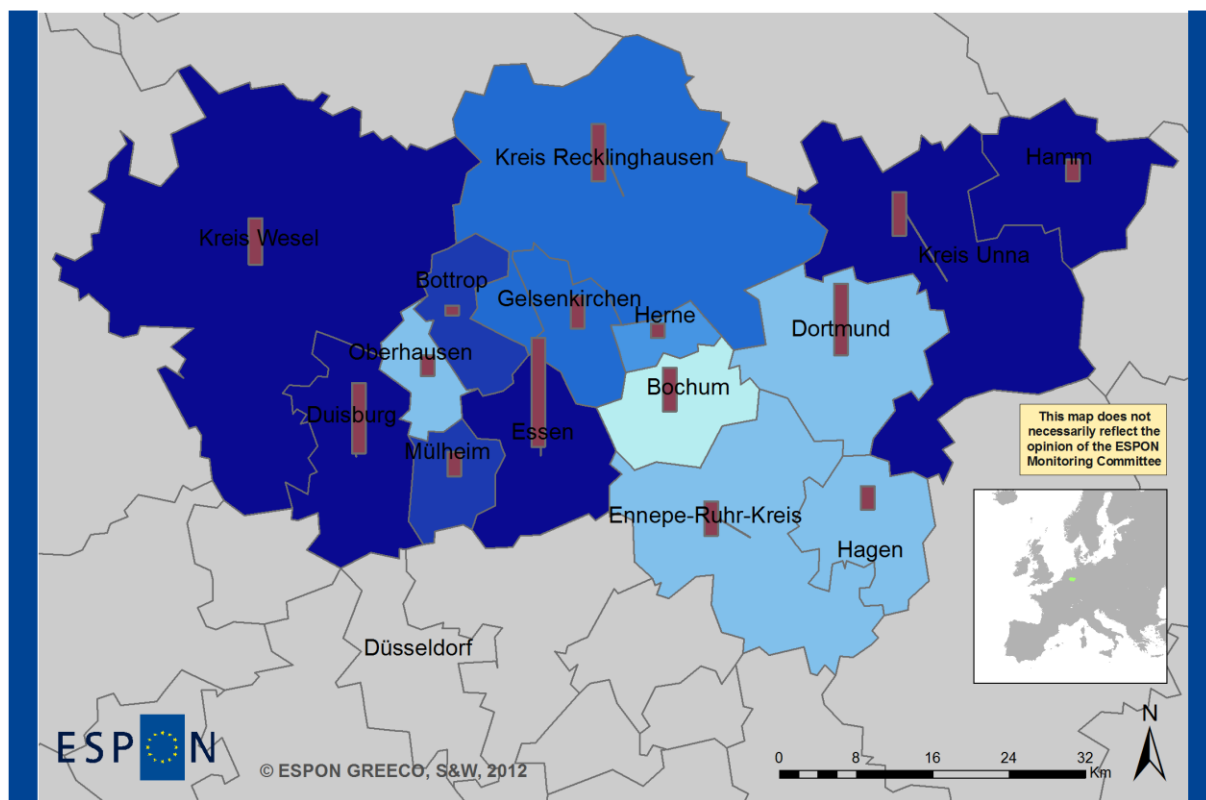 Kreis Recklinghausen
Hamm
Kreis Wesel
Kreis Unna
Bottrop
Gelsenkirchen
Herne
Dortmund
Oberhausen
Bochum
Duisburg
Essen
Mülheim
This map does not
necessarily reflect the
opinion of the ESPON
Monitoring Committee
Ennepe-Ruhr-Kreis
Hagen
Düsseldorf
N
ESPON
© ESPON GREECO, S&W, 2012
0 8 16 24 32
Km